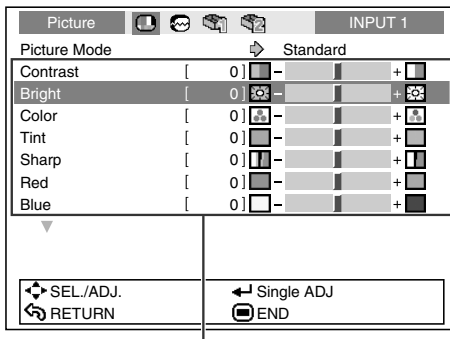 Picture INPUT 1
Picture Mode Standard
Contrast [ 0 ] - +
Bright [ 0 ] - +
Color [ 0 ] - +
Tint [ 0 ] - +
Sharp [ 0 ] - +
Red [ 0 ] - +
Blue [ 0 ] - +
SEL./ADJ. Single ADJ
RETURN END